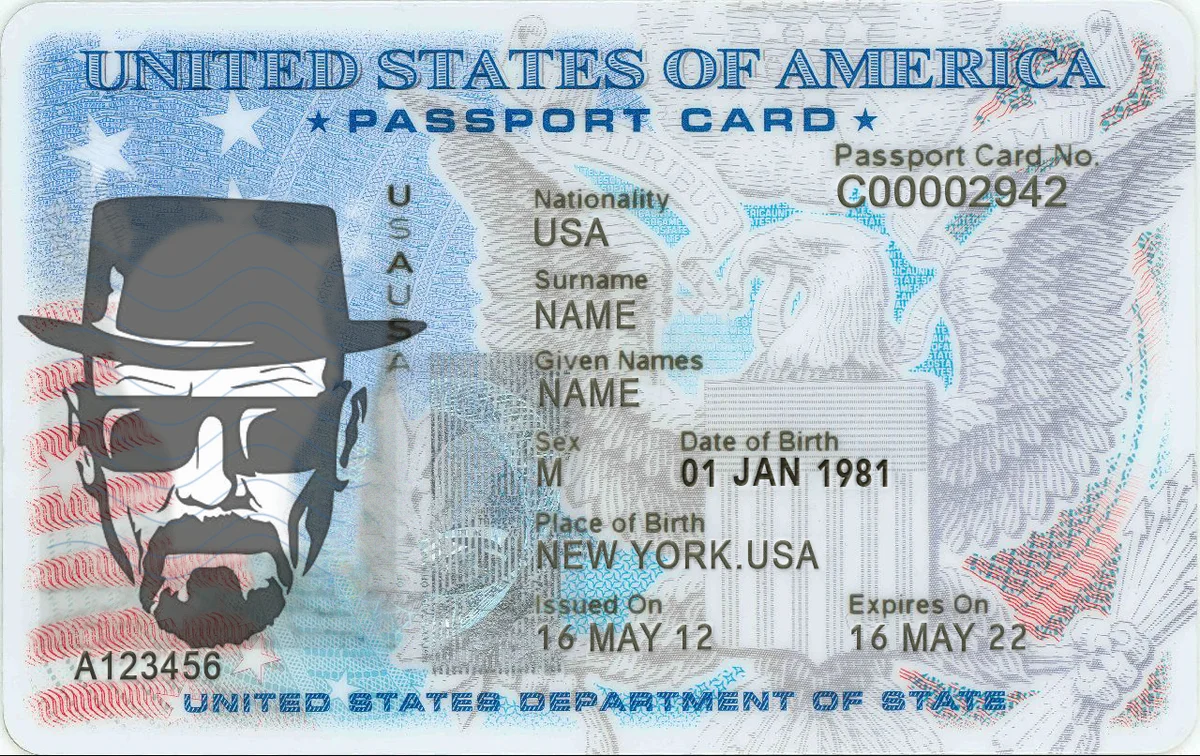 UNITED STATES OF AMERICA
★ PASSPORT CARD ★
Passport Card No.
C00002942
USAUSA
Nationality
USA
Surname
NAME
Given Names
NAME
Sex Date of Birth
M 01 JAN 1981
Place of Birth
NEW YORK.USA
Issued On Expires On
16 MAY 12 16 MAY 22
A123456
UNITED STATES DEPARTMENT OF STATE